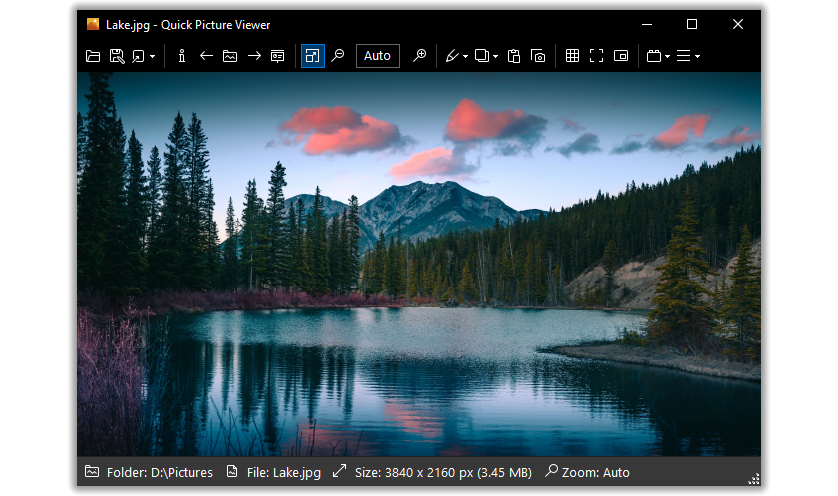 Lake.jpg - Quick Picture Viewer
Auto
Folder: D:\Pictures File: Lake.jpg Size: 3840 x 2160 px (3.45 MB) Zoom: Auto